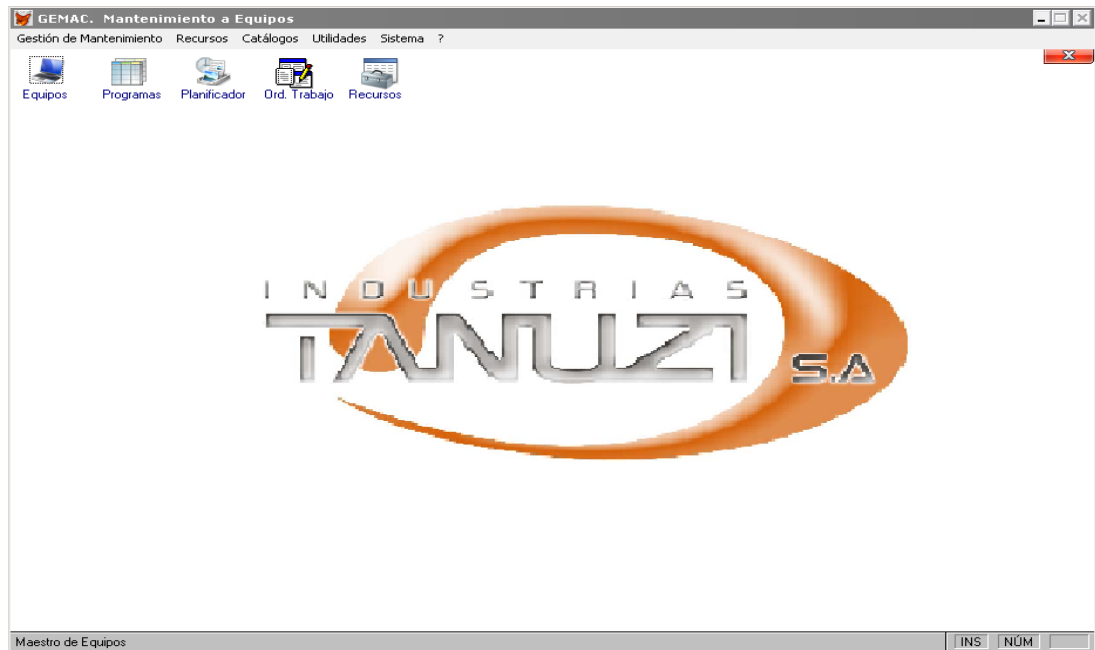 GEMAC. Mantenimiento a Equipos
Gestión de Mantenimiento Recursos Catálogos Utilidades Sistema ?
Equipos Programas Planificador Ord. Trabajo Recursos
INDUSTRIAS
TANUZI
S.A
Maestro de Equipos INS NÚM